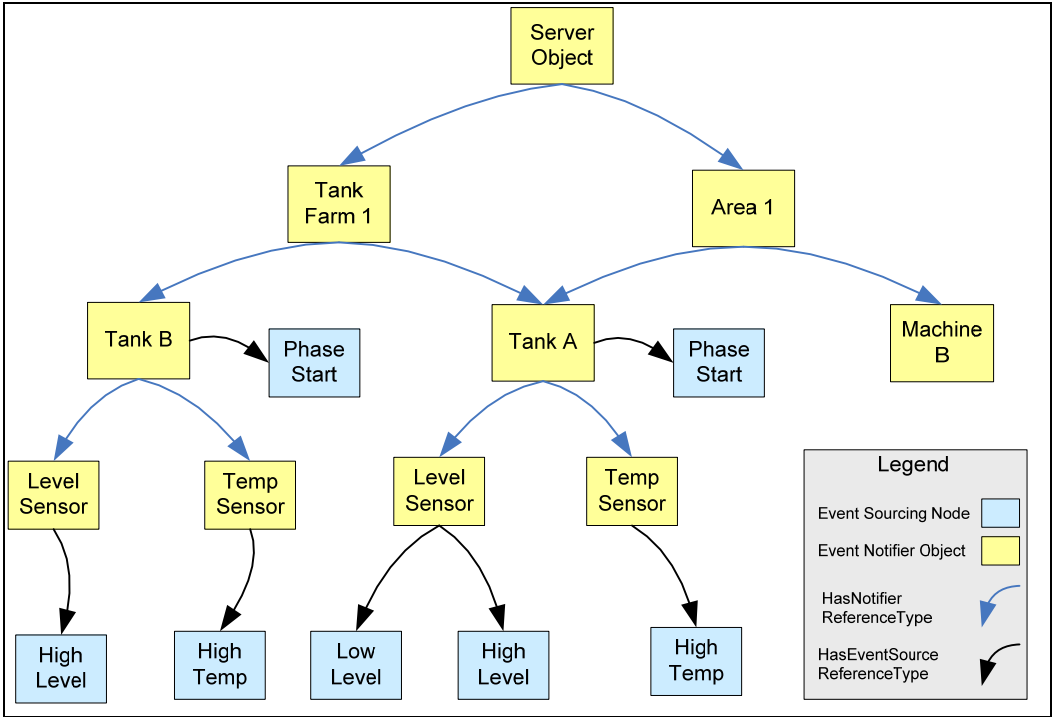 Server
Object
Tank
Farm 1
Area 1
Tank B
Phase
Start
Tank A
Phase
Start
Machine
B
Level
Sensor
Temp
Sensor
Level
Sensor
Temp
Sensor
High
Level
High
Temp
Low
Level
High
Level
High
Temp
Legend
Event Sourcing Node
Event Notifier Object
HasNotifier
ReferenceType
HasEventSource
ReferenceType